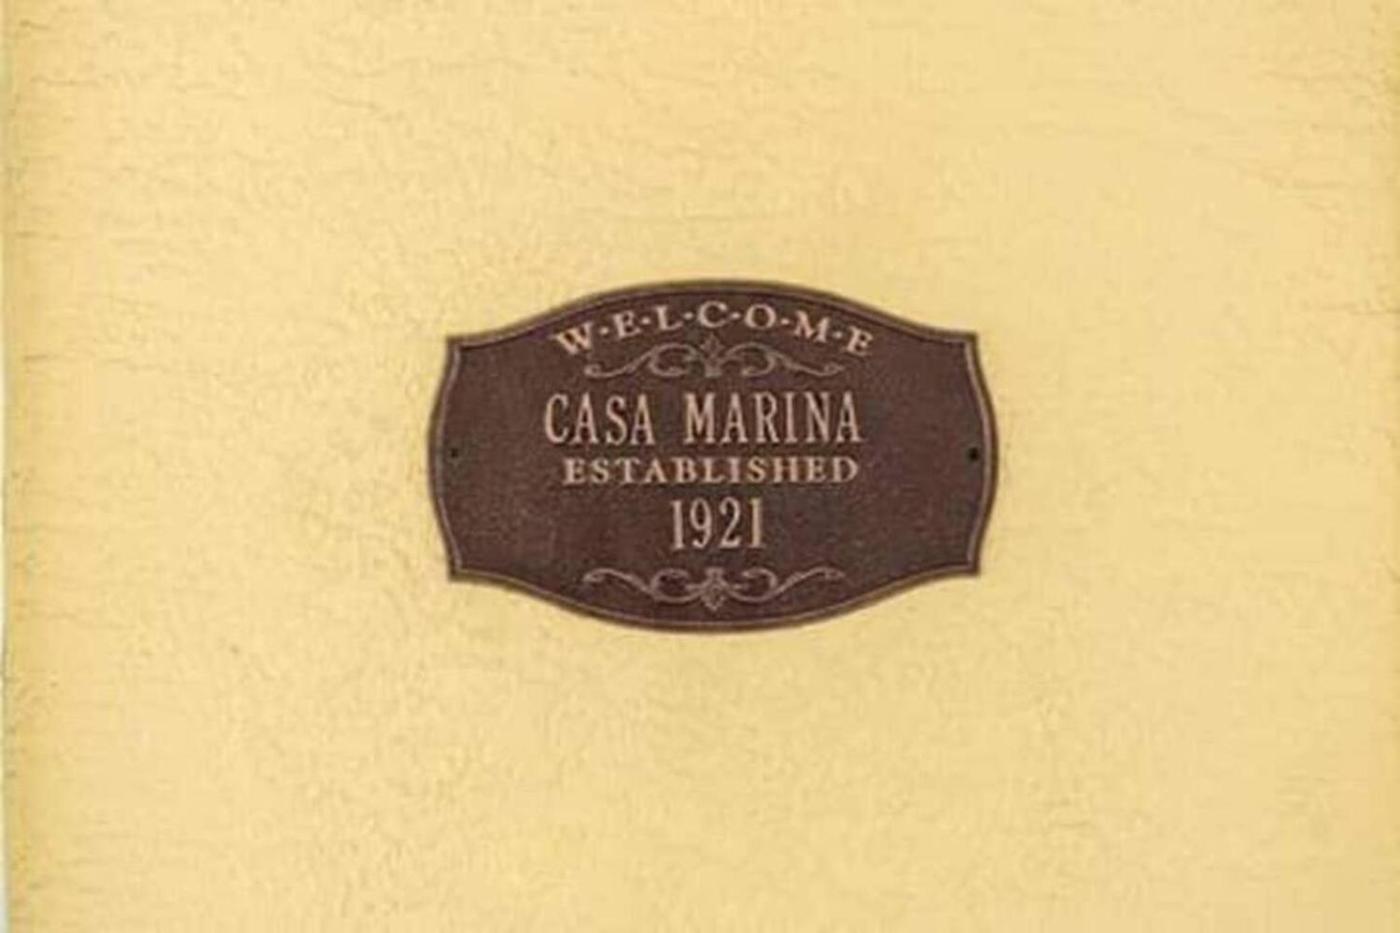 W·E·L·C·O·M·E
CASA MARINA
ESTABLISHED
1921